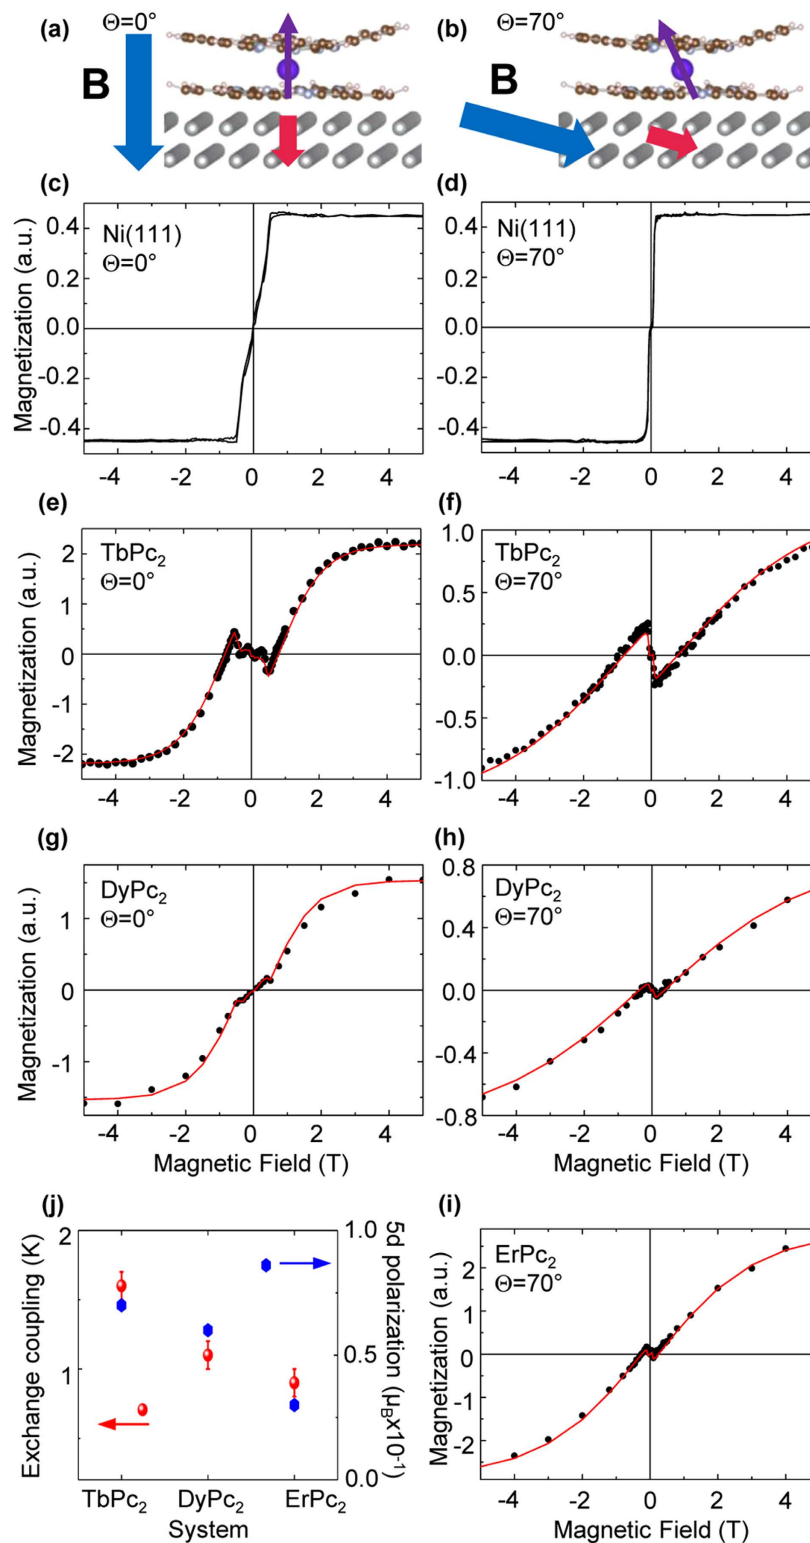 (a)
Θ=0°
B
(b)
Θ=70°
B
(c)
Magnetization (a.u.)
0.4
0.2
0.0
-0.2
-0.4
Ni(111)
Θ=0°
-4 -2 0 2 4
(d)
0.4
0.2
0.0
-0.2
-0.4
Ni(111)
Θ=70°
-4 -2 0 2 4
(e)
Magnetization (a.u.)
2
1
0
-1
-2
TbPc₂
Θ=0°
-4 -2 0 2 4
(f)
1.0
0.5
0.0
-0.5
-1.0
TbPc₂
Θ=70°
-4 -2 0 2 4
(g)
Magnetization (a.u.)
1
0
-1
DyPc₂
Θ=0°
-4 -2 0 2 4
Magnetic Field (T)
(h)
0.8
0.4
0.0
-0.4
-0.8
DyPc₂
Θ=70°
-4 -2 0 2 4
Magnetic Field (T)
(j)
Exchange coupling (K)
2
1
1.0
0.5
0.0
5d polarization (μ_Bx10⁻¹)
TbPc₂ DyPc₂ ErPc₂
System
(i)
Magnetization (a.u.)
2
1
0
-1
-2
ErPc₂
Θ=70°
-4 -2 0 2 4
Magnetic Field (T)